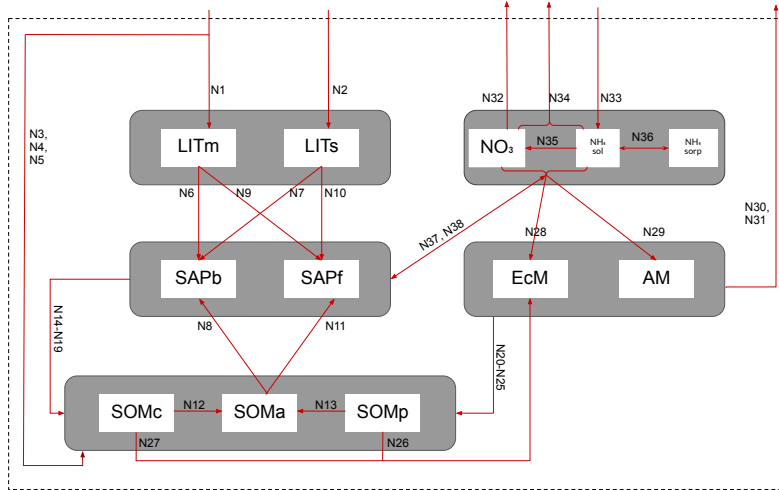 N1
N2
N32
N34
N33
N3,
N4,
N5
LITm
LITs
NO₃
N35
NH₄
sol
N36
NH₄
sorp
N6
N9
N7
N10
N37, N38
N28
N29
N30,
N31
SAPb
SAPf
EcM
AM
N14-N19
N8
N11
N20-N25
SOMc
N12
SOMa
N13
SOMp
N27
N26